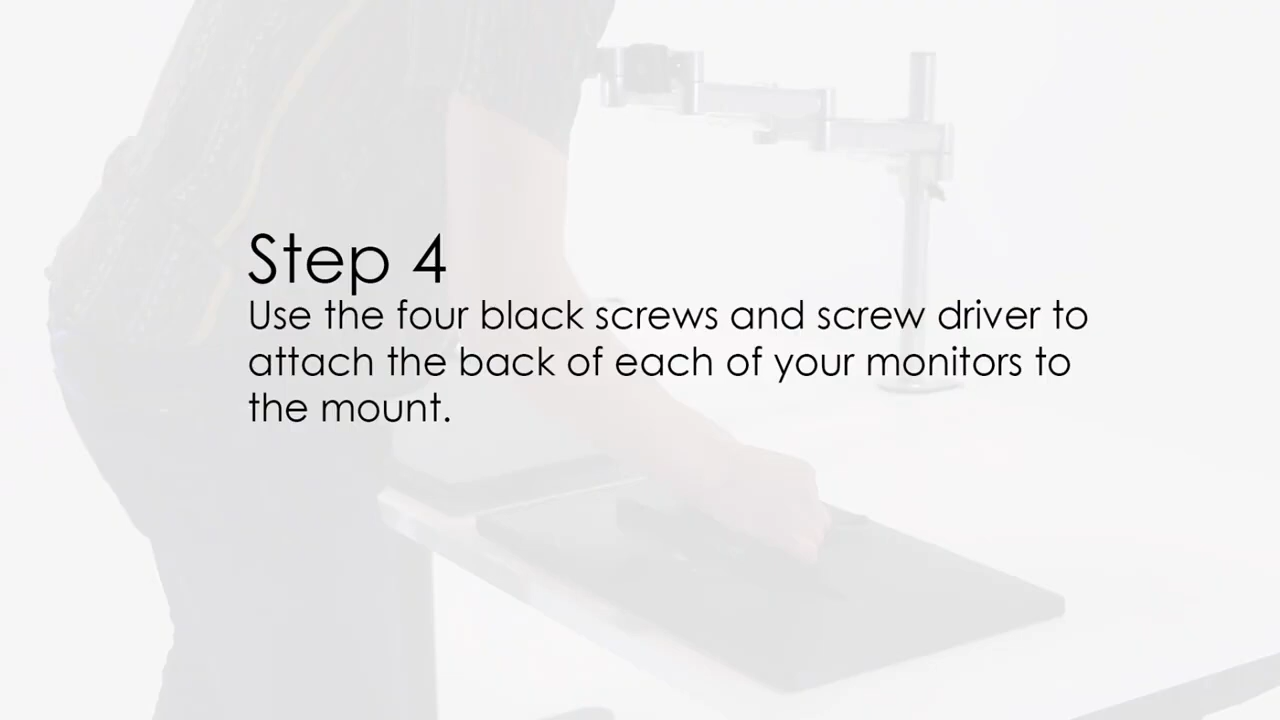 Step 4
Use the four black screws and screw driver to
attach the back of each of your monitors to
the mount.